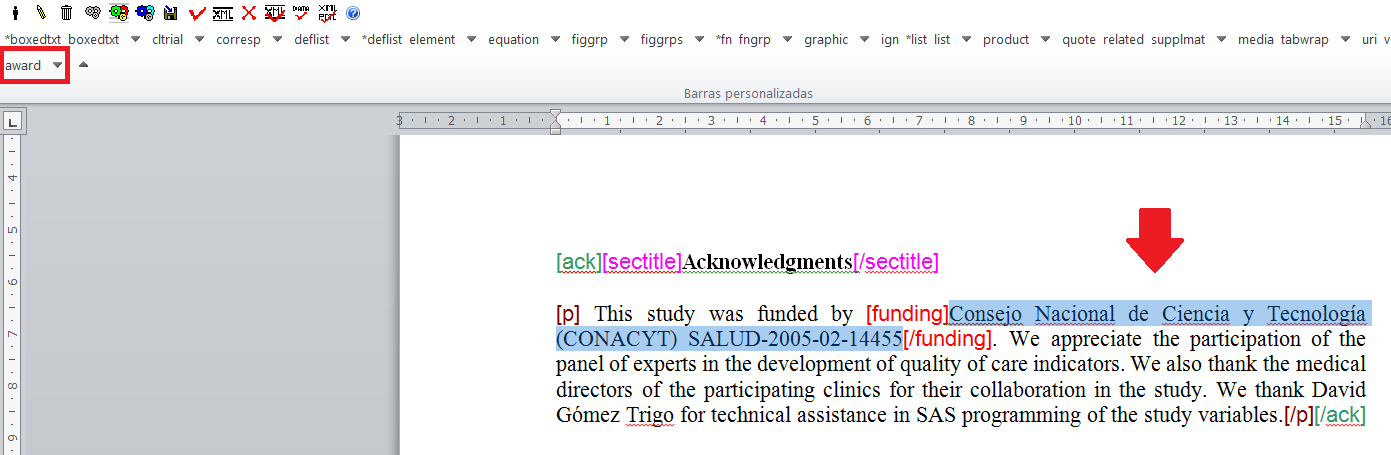 XML XML DATA XML pmc ?
*boxedtxt boxedtxt cltrial corresp deflist *deflist element equation figgrp figgrps *fn fngrp graphic ign *list list product quote related supplmat media tabwrap uri v
award
Barras personalizadas
L 3 2 1 1 2 3 4 5 6 7 8 9 10 11 12 13 14 15 16
4
5
6
7
8
9
[ack][sectitle]Acknowledgments[/sectitle]
[p] This study was funded by [funding]Consejo Nacional de Ciencia y Tecnología
(CONACYT) SALUD-2005-02-14455[/funding]. We appreciate the participation of the
panel of experts in the development of quality of care indicators. We also thank the medical
directors of the participating clinics for their collaboration in the study. We thank David
Gómez Trigo for technical assistance in SAS programming of the study variables.[/p][/ack]